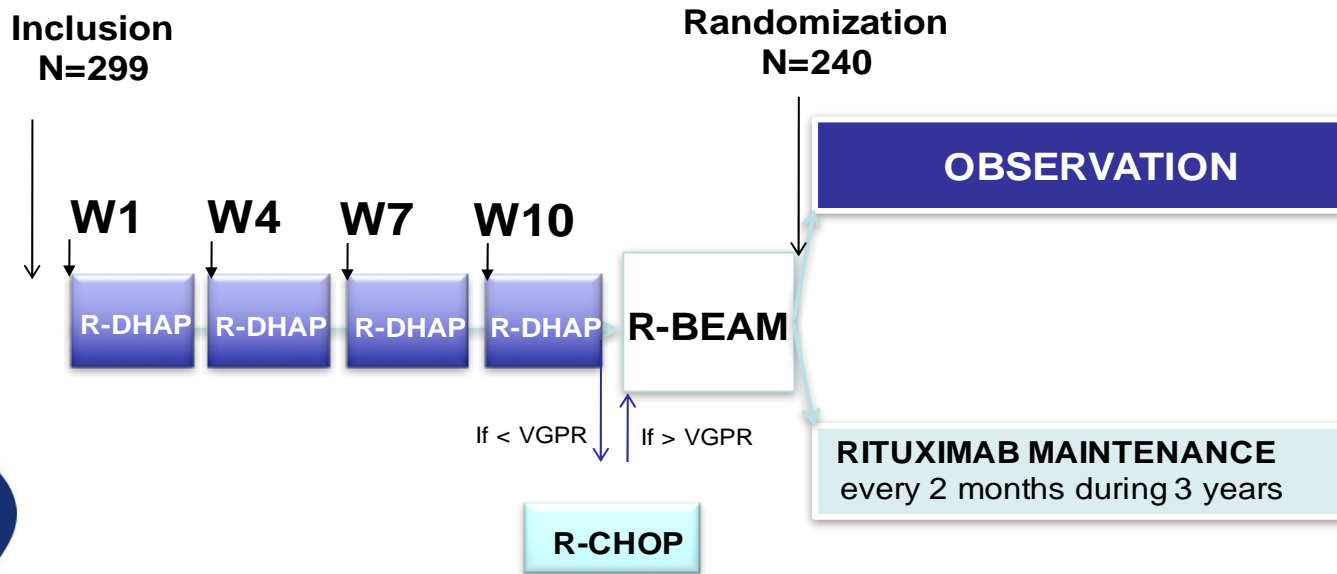 Inclusion
N=299
Randomization
N=240
OBSERVATION
W1 W4 W7 W10
R-DHAP R-DHAP R-DHAP R-DHAP
R-BEAM
If < VGPR If > VGPR
RITUXIMAB MAINTENANCE
every 2 months during 3 years
R-CHOP